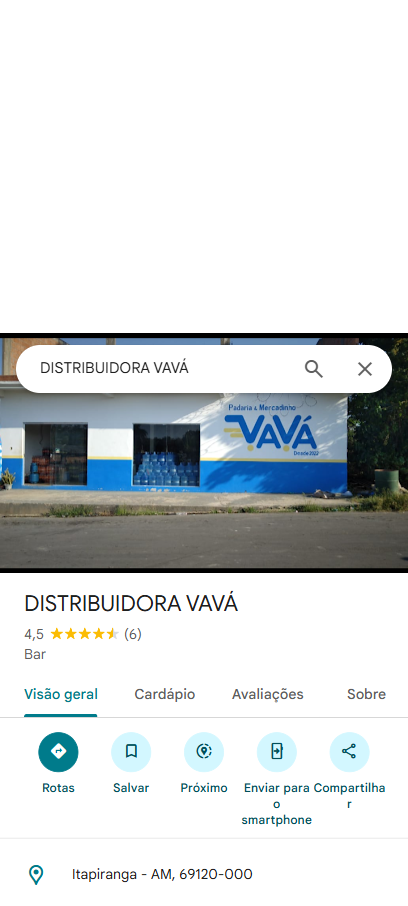 DISTRIBUIDORA VAVÁ
Padaria & Mercadinho
VAVÁ
Desde 2022
DISTRIBUIDORA VAVÁ
4,5 (6)
Bar
Visão geral Cardápio Avaliações Sobre
Rotas Salvar Próximo Enviar para o smartphone Compartilhar
Itapiranga - AM, 69120-000